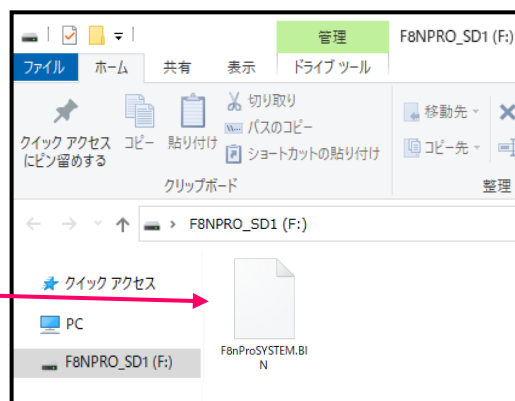 管理
F8NPRO_SD1 (F:)
ファイル ホーム 共有 表示 ドライブ ツール
クイック アクセス
にピン留めする
コピー
貼り付け
切り取り
パスのコピー
ショートカットの貼り付け
クリップボード
移動先
コピー先
整理
F8NPRO_SD1 (F:)
クイック アクセス
PC
F8NPRO_SD1 (F:)
F8nProSYSTEM.BI
N